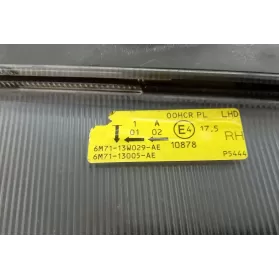 00HCR PL LHD
1 A E4 17.5
01 02 RH
6M71-13W029-AE 10878
6M71-13005-AE P5444